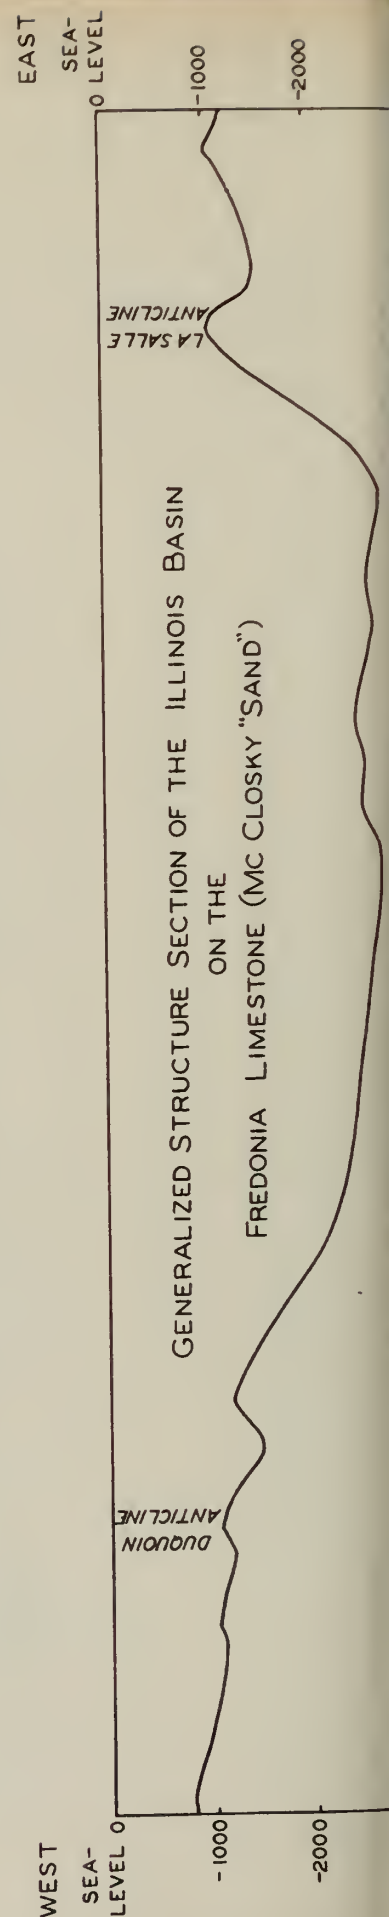 WEST
SEA-
LEVEL 0
-1000
-2000
DUQUOIN
ANTICLINE
GENERALIZED STRUCTURE SECTION OF THE ILLINOIS BASIN
ON THE
FREDONIA LIMESTONE (MC CLOSKY "SAND")
LA SALLE
ANTICLINE
EAST
SEA-
LEVEL
0
-1000
-2000